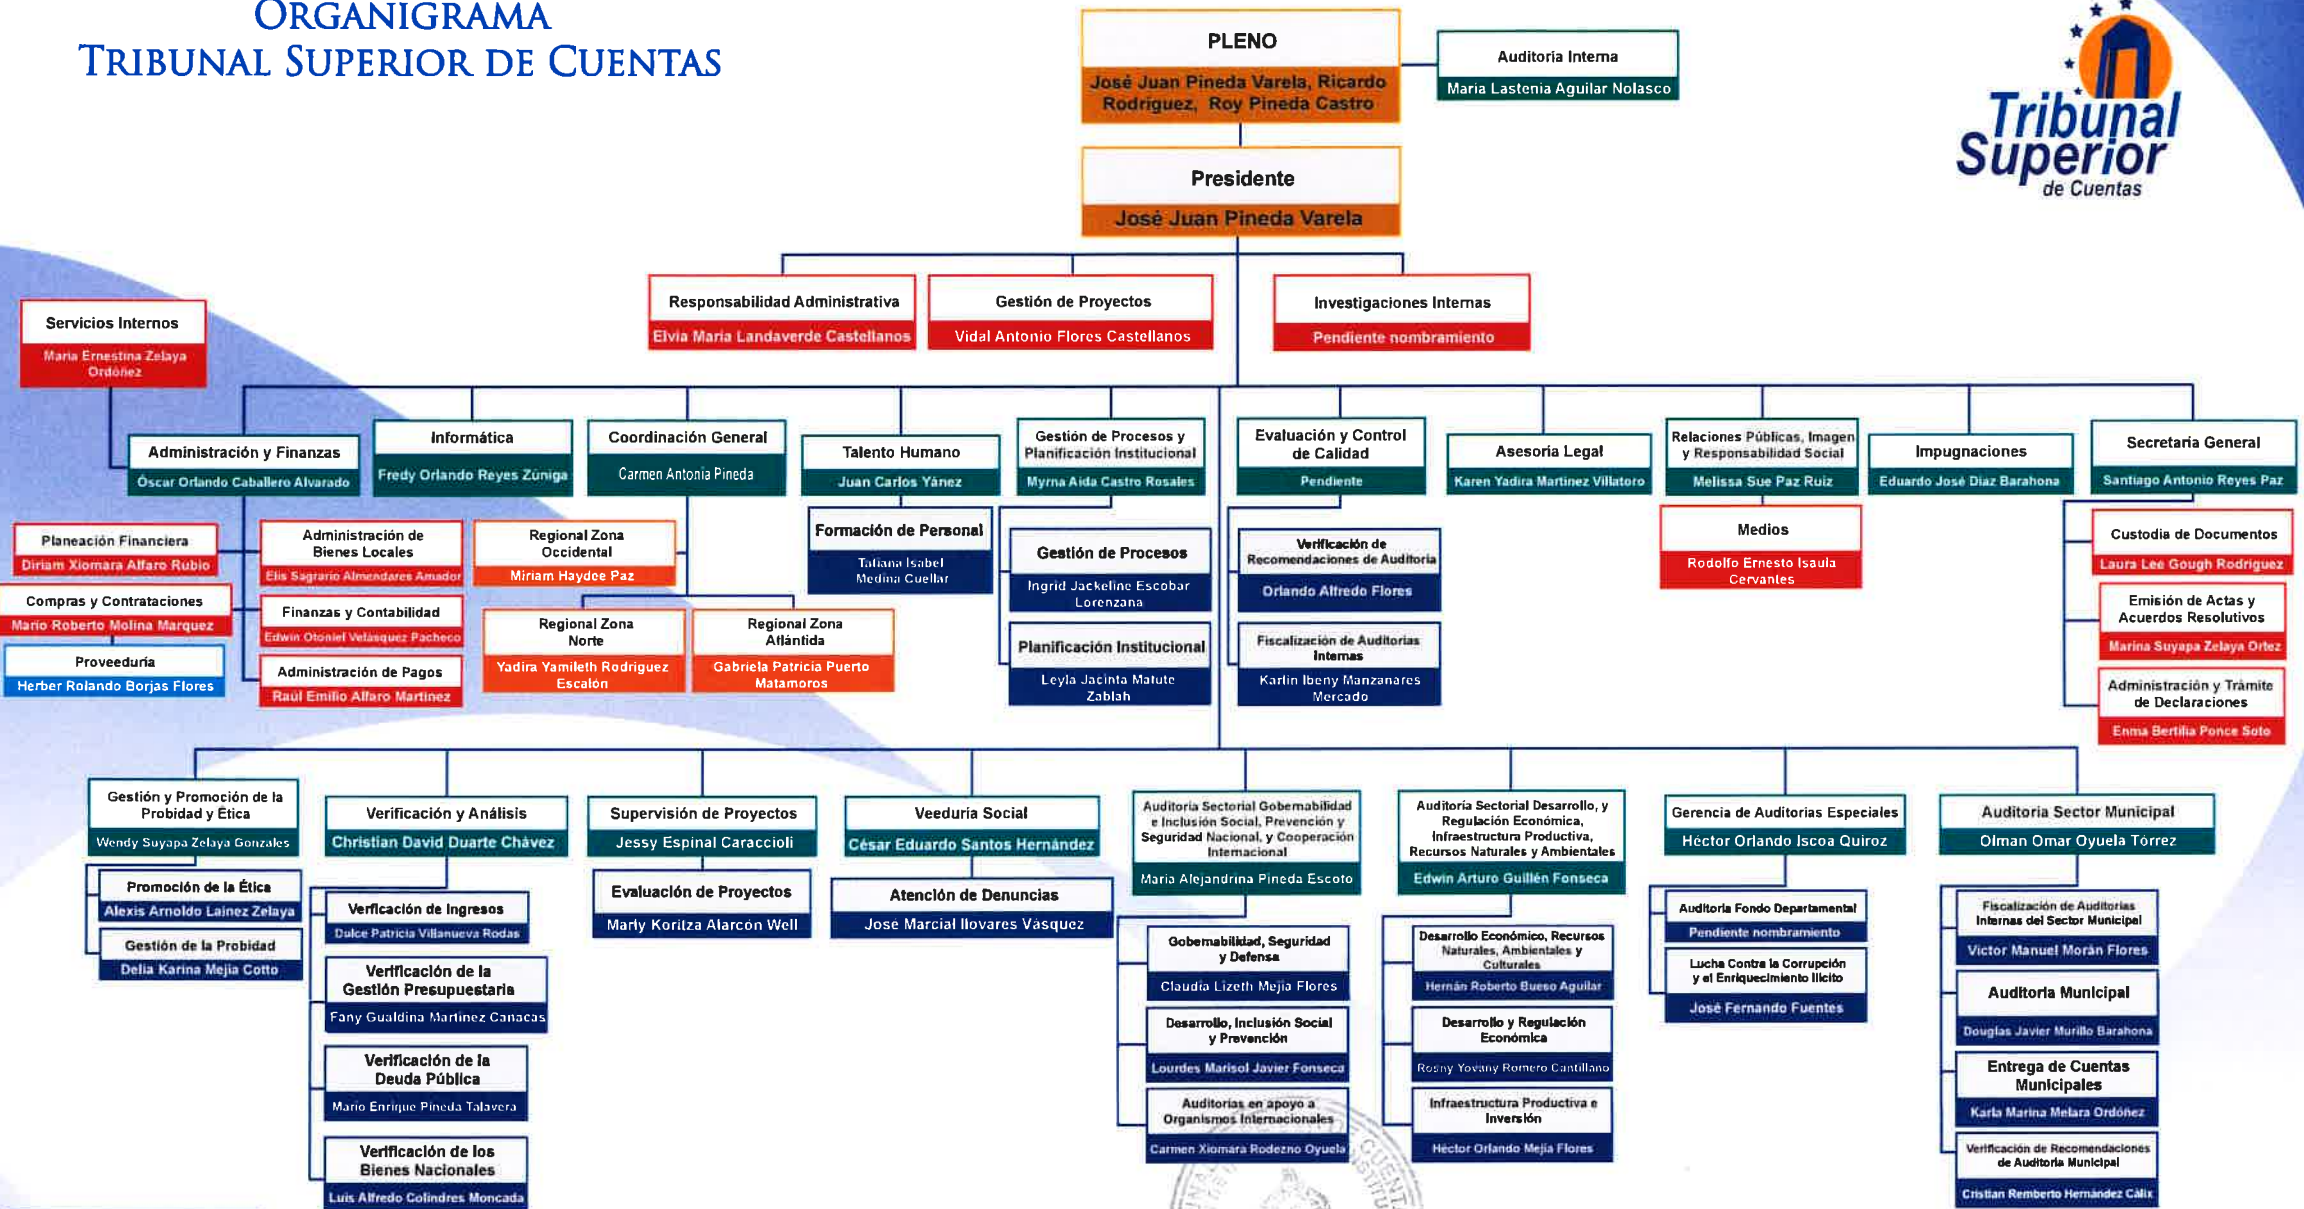 ORGANIGRAMA
TRIBUNAL SUPERIOR DE CUENTAS
PLENO
José Juan Pineda Varela, Ricardo
Rodríguez, Roy Pineda Castro
Auditoría Interna
Maria Lastenia Aguilar Nolasco
Tribunal
Superior
de Cuentas
Presidente
José Juan Pineda Varela
Responsabilidad Administrativa
Elvia Maria Landaverde Castellanos
Gestión de Proyectos
Vidal Antonio Flores Castellanos
Investigaciones Internas
Pendiente nombramiento
Servicios Internos
Maria Ernestina Zelaya
Ordóñez
Administración y Finanzas
Óscar Orlando Caballero Alvarado
Informática
Fredy Orlando Reyes Zúniga
Coordinación General
Carmen Antonia Pineda
Talento Humano
Juan Carlos Yánez
Gestión de Procesos y
Planificación Institucional
Myrna Aida Castro Rosales
Evaluación y Control
de Calidad
Pendiente
Asesoría Legal
Karen Yadira Martinez Villatoro
Relaciones Públicas, Imagen
y Responsabilidad Social
Melissa Sue Paz Ruiz
Impugnaciones
Eduardo José Diaz Barahona
Secretaría General
Santiago Antonio Reyes Paz
Planeación Financiera
Diriam Xiomara Alfaro Rubio
Administración de
Bienes Locales
Elis Sagrario Almendares Amador
Compras y Contrataciones
Mario Roberto Molina Marquez
Finanzas y Contabilidad
Edwin Otoniel Velásquez Pacheco
Proveeduría
Herber Rolando Borjas Flores
Administración de Pagos
Raúl Emilio Alfaro Martinez
Regional Zona
Occidental
Miriam Haydee Paz
Regional Zona
Norte
Yadira Yamileth Rodriguez
Escalón
Regional Zona
Atlántida
Gabriela Patricia Puerto
Matamoros
Formación de Personal
Tatiana Isabel
Medina Cuellar
Gestión de Procesos
Ingrid Jackeline Escobar
Lorenzana
Planificación Institucional
Leyla Jacinta Matute
Zablah
Verificación de
Recomendaciones de Auditoría
Orlando Alfredo Flores
Fiscalización de Auditorías
Internas
Karlin Ibeny Manzanares
Mercado
Medios
Rodolfo Ernesto Isaula
Cervantes
Custodia de Documentos
Laura Lee Gough Rodriguez
Emisión de Actas y
Acuerdos Resolutivos
Marina Suyapa Zelaya Ortez
Administración y Trámite
de Declaraciones
Enma Bertilia Ponce Soto
Gestión y Promoción de la
Probidad y Ética
Wendy Suyapa Zelaya Gonzales
Promoción de la Ética
Alexis Arnoldo Lainez Zelaya
Gestión de la Probidad
Delia Karina Mejia Cotto
Verificación y Análisis
Christian David Duarte Chávez
Verficación de Ingresos
Dulce Patricia Villanueva Rodas
Verificación de la
Gestión Presupuestaria
Fany Gualdina Martinez Canacas
Verificación de la
Deuda Pública
Mario Enrique Pineda Talavera
Verificación de los
Bienes Nacionales
Luis Alfredo Colindres Moncada
Supervisión de Proyectos
Jessy Espinal Caraccioli
Evaluación de Proyectos
Marly Koritza Alarcón Well
Veeduría Social
César Eduardo Santos Hernández
Atención de Denuncias
José Marcial Ilovares Vásquez
Auditoría Sectorial Gobernabilidad
e Inclusión Social, Prevención y
Seguridad Nacional, y Cooperación
Internacional
Maria Alejandrina Pineda Escoto
Gobernabilidad, Seguridad
y Defensa
Claudia Lizeth Mejia Flores
Desarrollo, Inclusión Social
y Prevención
Lourdes Marisol Javier Fonseca
Auditorias en apoyo a
Organismos Internacionales
Carmen Xiomara Rodezno Oyuela
Auditoría Sectorial Desarrollo, y
Regulación Económica,
Infraestructura Productiva,
Recursos Naturales y Ambientales
Edwin Arturo Guillén Fonseca
Desarrollo Económico, Recursos
Naturales, Ambientales y
Culturales
Hernán Roberto Bueso Aguilar
Desarrollo y Regulación
Económica
Rosny Yovany Romero Cantillano
Infraestructura Productiva e
Inversión
Héctor Orlando Mejia Flores
Gerencia de Auditorias Especiales
Héctor Orlando Iscoa Quiroz
Auditoría Fondo Departamental
Pendiente nombramiento
Lucha Contra la Corrupción
y el Enriquecimiento Ilícito
José Fernando Fuentes
Auditoría Sector Municipal
Olman Omar Oyuela Tórrez
Fiscalización de Auditorías
Internas del Sector Municipal
Victor Manuel Morán Flores
Auditoría Municipal
Douglas Javier Murillo Barahona
Entrega de Cuentas
Municipales
Karla Marina Melara Ordóñez
Verificación de Recomendaciones
de Auditoría Municipal
Cristian Remberto Hernández Cálix